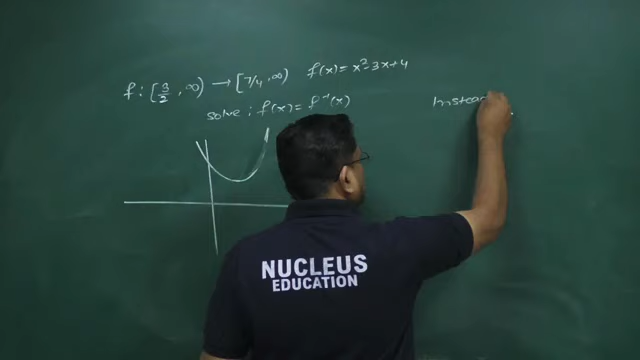 f : [3/2, ∞) → [7/4, ∞) f(x) = x² - 3x + 4
solve : f(x) = f⁻¹(x)
Instead
NUCLEUS
EDUCATION